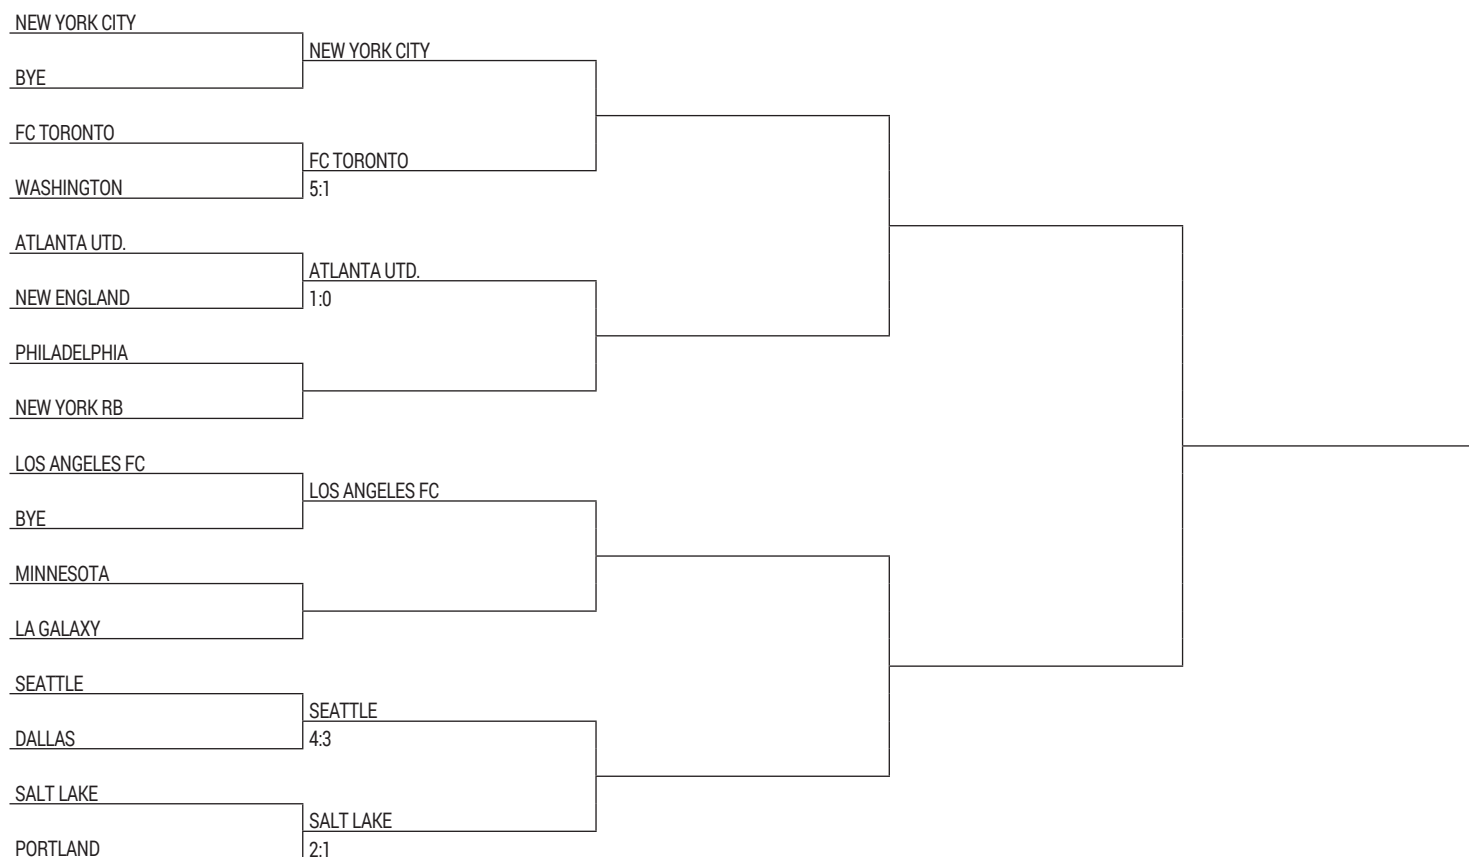 NEW YORK CITY
BYE
FC TORONTO
WASHINGTON
ATLANTA UTD.
NEW ENGLAND
PHILADELPHIA
NEW YORK RB
LOS ANGELES FC
BYE
MINNESOTA
LA GALAXY
SEATTLE
DALLAS
SALT LAKE
PORTLAND
NEW YORK CITY
FC TORONTO
5:1
ATLANTA UTD.
1:0
LOS ANGELES FC
SEATTLE
4:3
SALT LAKE
2:1